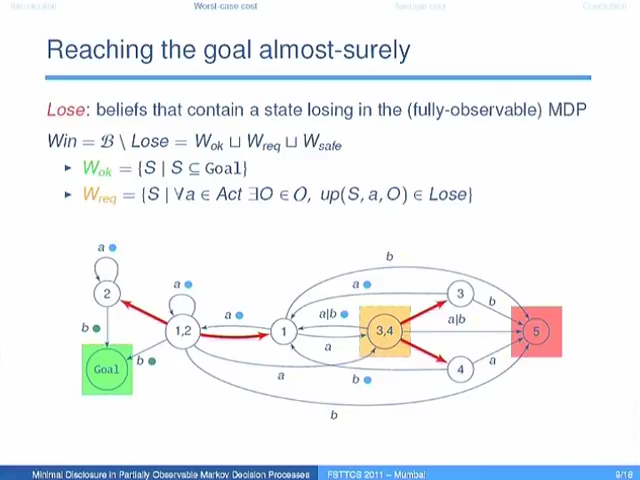 Introduction
Worst-case cost
Average cost
Conclusion
Reaching the goal almost-surely
Lose: beliefs that contain a state losing in the (fully-observable) MDP
Win = ℬ \ Lose = W_ok ⊔ W_req ⊔ W_safe
▸ W_ok = {S | S ⊆ Goal}
▸ W_req = {S | ∀a ∈ Act ∃O ∈ 𝒪, up(S, a, O) ∈ Lose}
b
a
a
a
3
2
a
a|b
b
b
1,2
1
3,4
a|b
5
a
Goal
b
4
a
a
b
b
Minimal Disclosure in Partially Observable Markov Decision Processes
FSTTCS 2011 – Mumbai
9/18